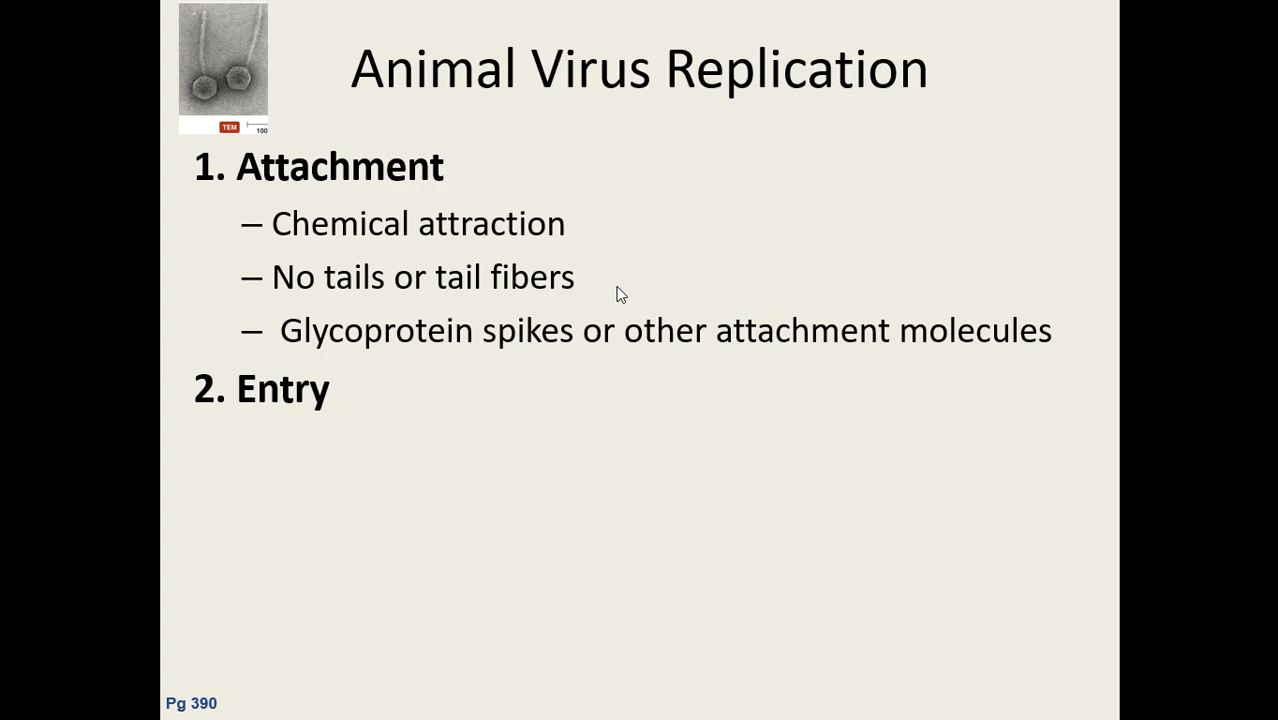 Animal Virus Replication
TEM
100
1. Attachment
– Chemical attraction
– No tails or tail fibers
– Glycoprotein spikes or other attachment molecules
2. Entry
Pg 390